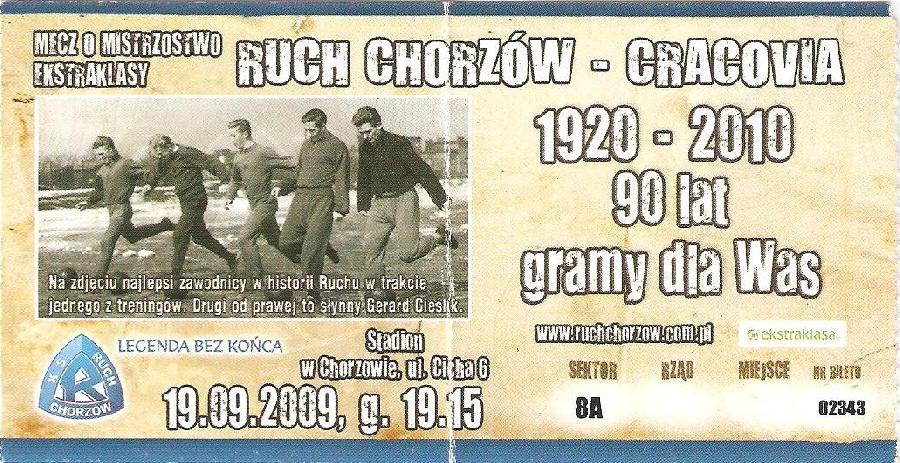 MECZ O MISTRZOSTWO
EKSTRAKLASY
RUCH CHORZÓW - CRACOVIA
1920 - 2010
90 lat
gramy dla Was
Na zdjęciu najlepsi zawodnicy w historii Ruchu w trakcie
jednego z treningów. Drugi od prawej to słynny Gerard Cieślik.
www.ruchchorzow.com.pl
ekstraklasa
KS RUCH
CHORZÓW
LEGENDA BEZ KOŃCA
Stadion
w Chorzowie, ul. Cicha 6
19.09.2009, g. 19.15
SEKTOR RZĄD MIEJSCE NR BILETU
8A 02343